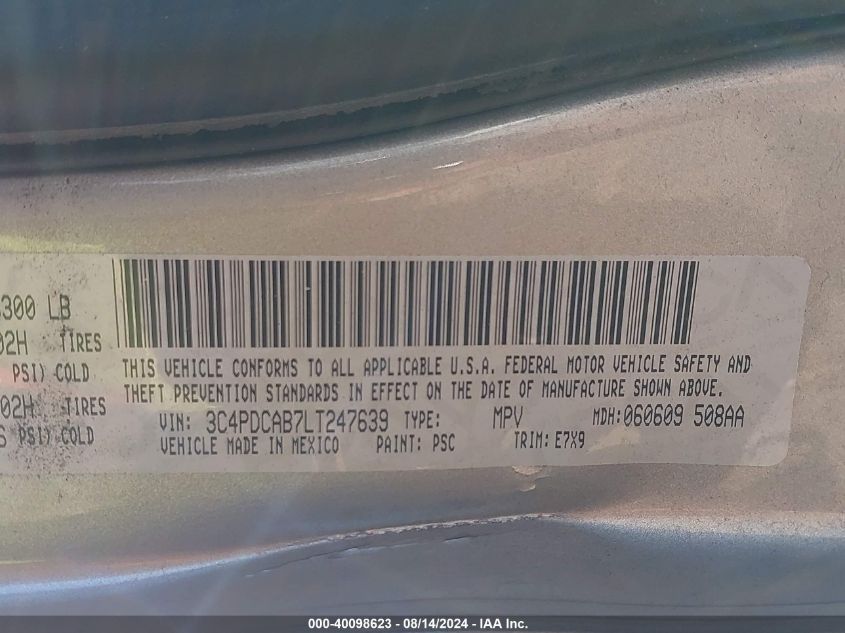 300 LB
02H TIRES
PSI) COLD
02H TIRES
PSI) COLD
THIS VEHICLE CONFORMS TO ALL APPLICABLE U.S.A. FEDERAL MOTOR VEHICLE SAFETY AND
THEFT PREVENTION STANDARDS IN EFFECT ON THE DATE OF MANUFACTURE SHOWN ABOVE.
VIN: 3C4PDCAB7LT247639 TYPE: MPV MDH: 060609 508AA
VEHICLE MADE IN MEXICO PAINT: PSC TRIM: E7X9
000-40098623 - 08/14/2024 - IAA Inc.